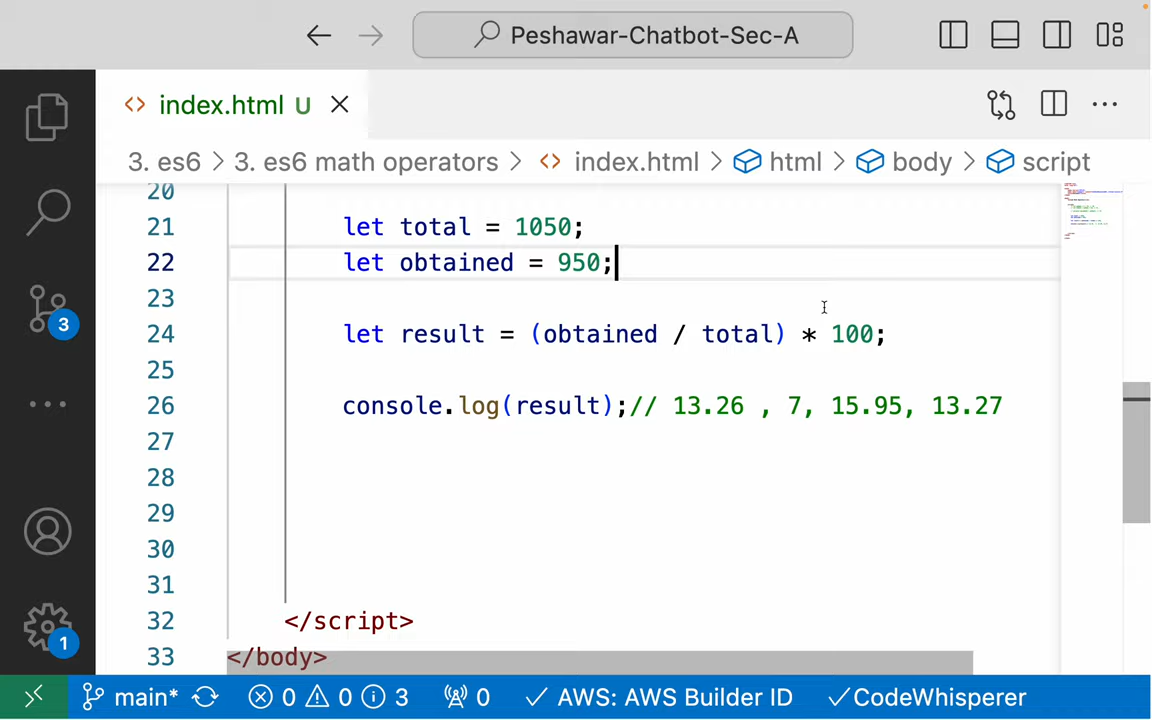 Peshawar-Chatbot-Sec-A
index.html U
3. es6 > 3. es6 math operators > index.html > html > body > script
20
21 let total = 1050;
22 let obtained = 950;
23
24 let result = (obtained / total) * 100;
25
26 console.log(result);// 13.26 , 7, 15.95, 13.27
27
28
29
30
31
32 </script>
33 </body>
3
1
main* 0 0 3 0 AWS: AWS Builder ID CodeWhisperer